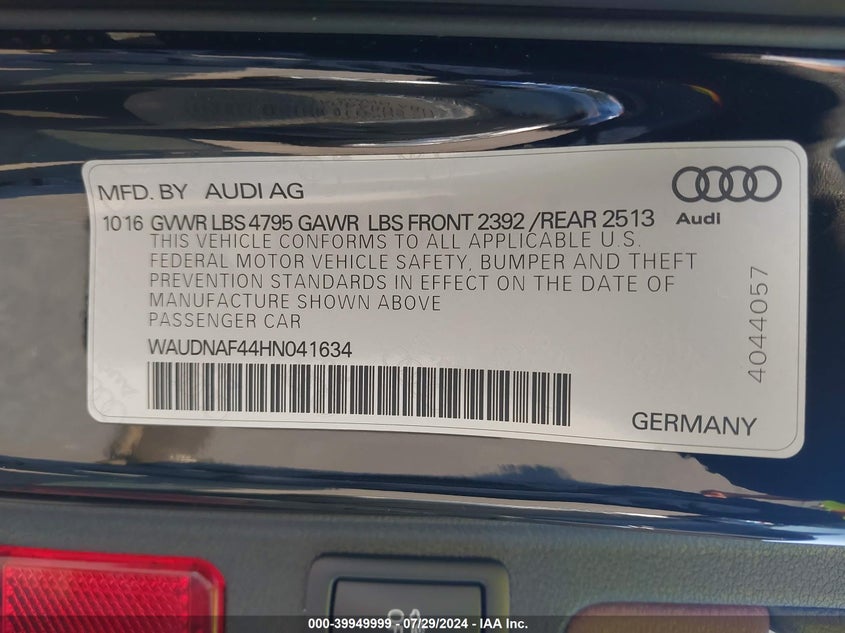 MFD. BY AUDI AG
Audi
1016 GVWR LBS 4795 GAWR LBS FRONT 2392 /REAR 2513
THIS VEHICLE CONFORMS TO ALL APPLICABLE U.S.
FEDERAL MOTOR VEHICLE SAFETY, BUMPER AND THEFT
PREVENTION STANDARDS IN EFFECT ON THE DATE OF
MANUFACTURE SHOWN ABOVE
PASSENGER CAR
WAUDNAF44HN041634
4044057
GERMANY
000-39949999 - 07/29/2024 - IAA Inc.